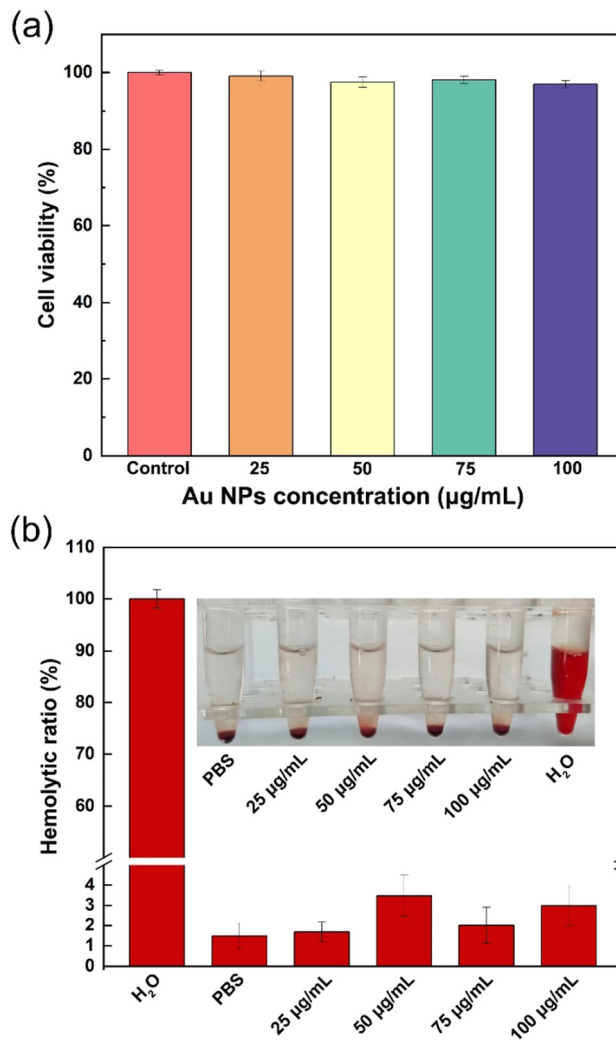 (a)
Cell viability (%)
100
80
60
40
20
0
Control 25 50 75 100
Au NPs concentration (μg/mL)
(b)
Hemolytic ratio (%)
110
100
90
80
70
60
4
3
2
1
0
PBS 25 μg/mL 50 μg/mL 75 μg/mL 100 μg/mL H₂O
H₂O PBS 25 μg/mL 50 μg/mL 75 μg/mL 100 μg/mL